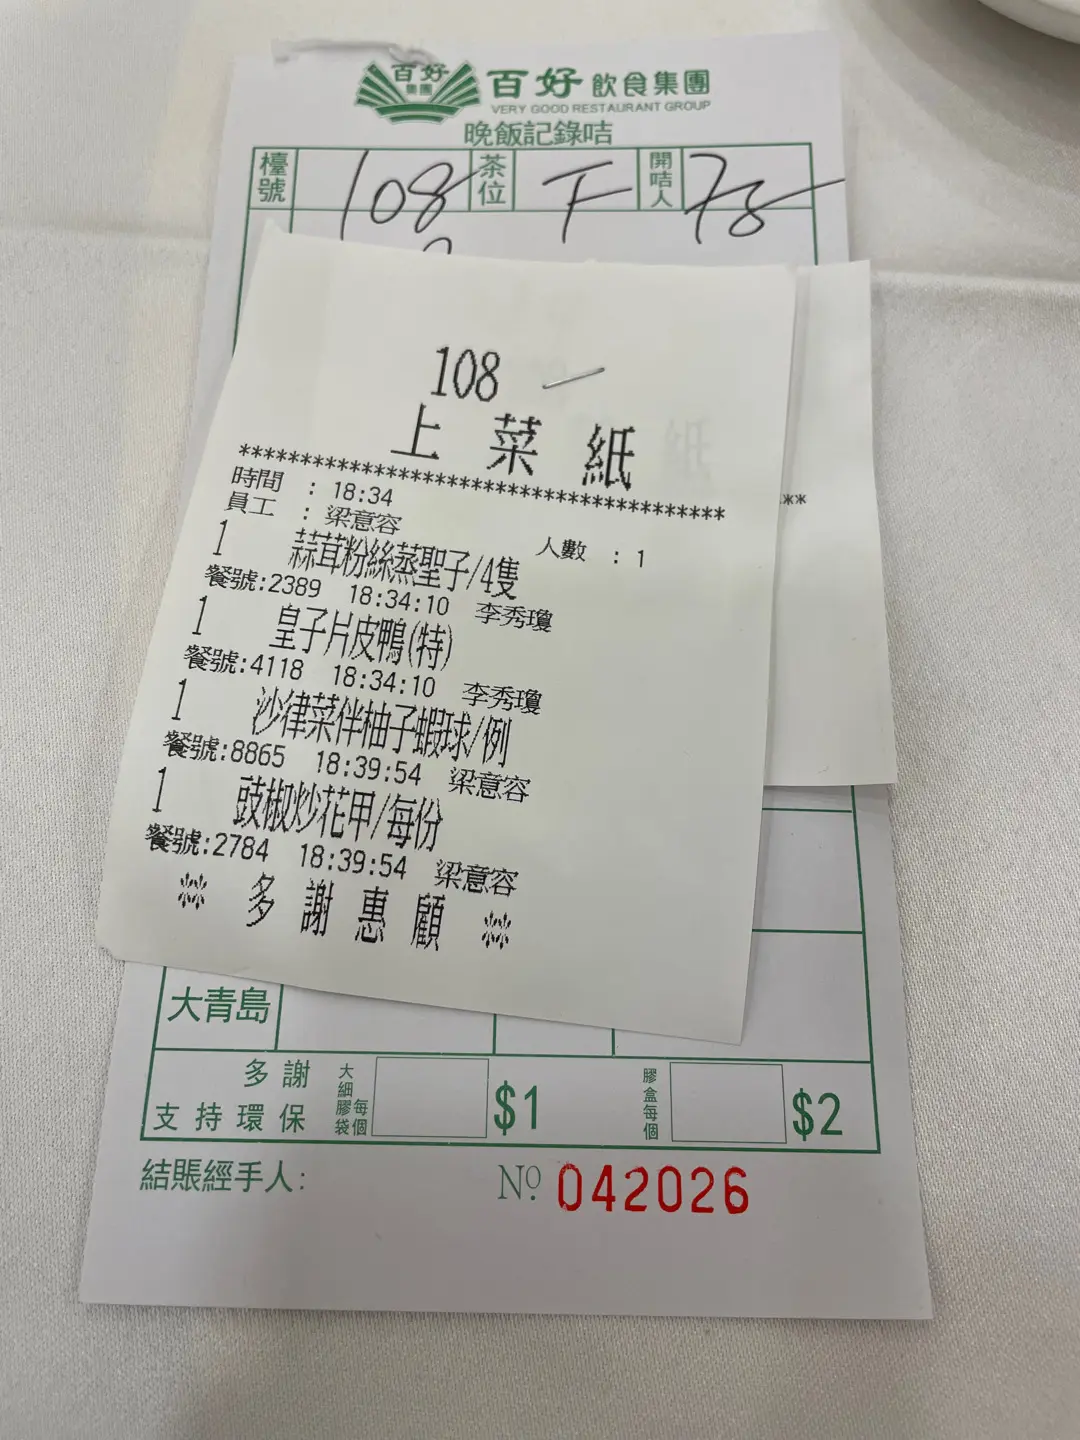 百好
集團
百好飲食集團
VERY GOOD RESTAURANT GROUP
晚飯記錄咭
檯號 108 茶位 開咭人
108
上菜紙
****************************************
時間 : 18:34
員工 : 梁意容 人數 : 1
1 蒜茸粉絲蒸聖子/4隻
餐號:2389 18:34:10 李秀瓊
1 皇子片皮鴨(特)
餐號:4118 18:34:10 李秀瓊
1 沙律菜伴柚子蝦球/例
餐號:8865 18:39:54 梁意容
1 豉椒炒花甲/每份
餐號:2784 18:39:54 梁意容
多謝惠顧
大青島
多謝
支持環保
大細膠袋每個 $1
膠盒每個 $2
結賬經手人:
Nº 042026